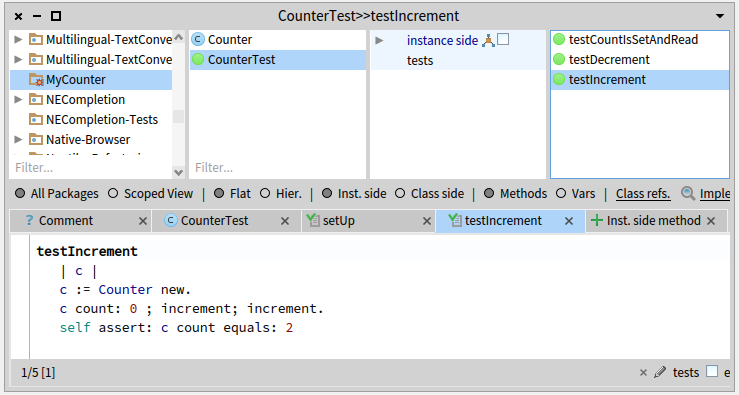 CounterTest>>testIncrement
Multilingual-TextConve
Multilingual-TextConve
MyCounter
NECompletion
NECompletion-Tests
Native-Browser
Filter...
Counter
CounterTest
Filter...
instance side
tests
testCountIsSetAndRead
testDecrement
testIncrement
All Packages Scoped View | Flat Hier. | Inst. side Class side | Methods Vars | Class refs. Imple
? Comment CounterTest setUp testIncrement Inst. side method
testIncrement
| c |
c := Counter new.
c count: 0 ; increment; increment.
self assert: c count equals: 2
1/5 [1] tests e